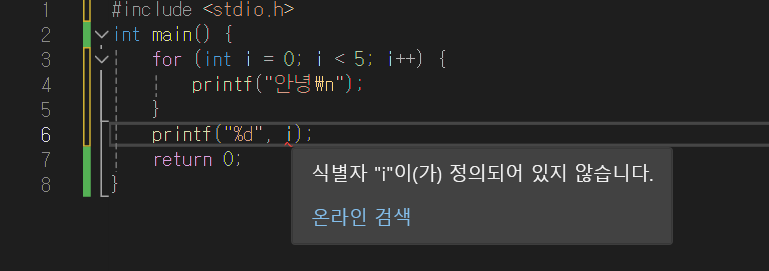 1 #include <stdio.h>
2 int main() {
3 for (int i = 0; i < 5; i++) {
4 printf("안녕₩n");
5 }
6 printf("%d", i);
7 return 0;
8 }
식별자 "i"이(가) 정의되어 있지 않습니다.
온라인 검색